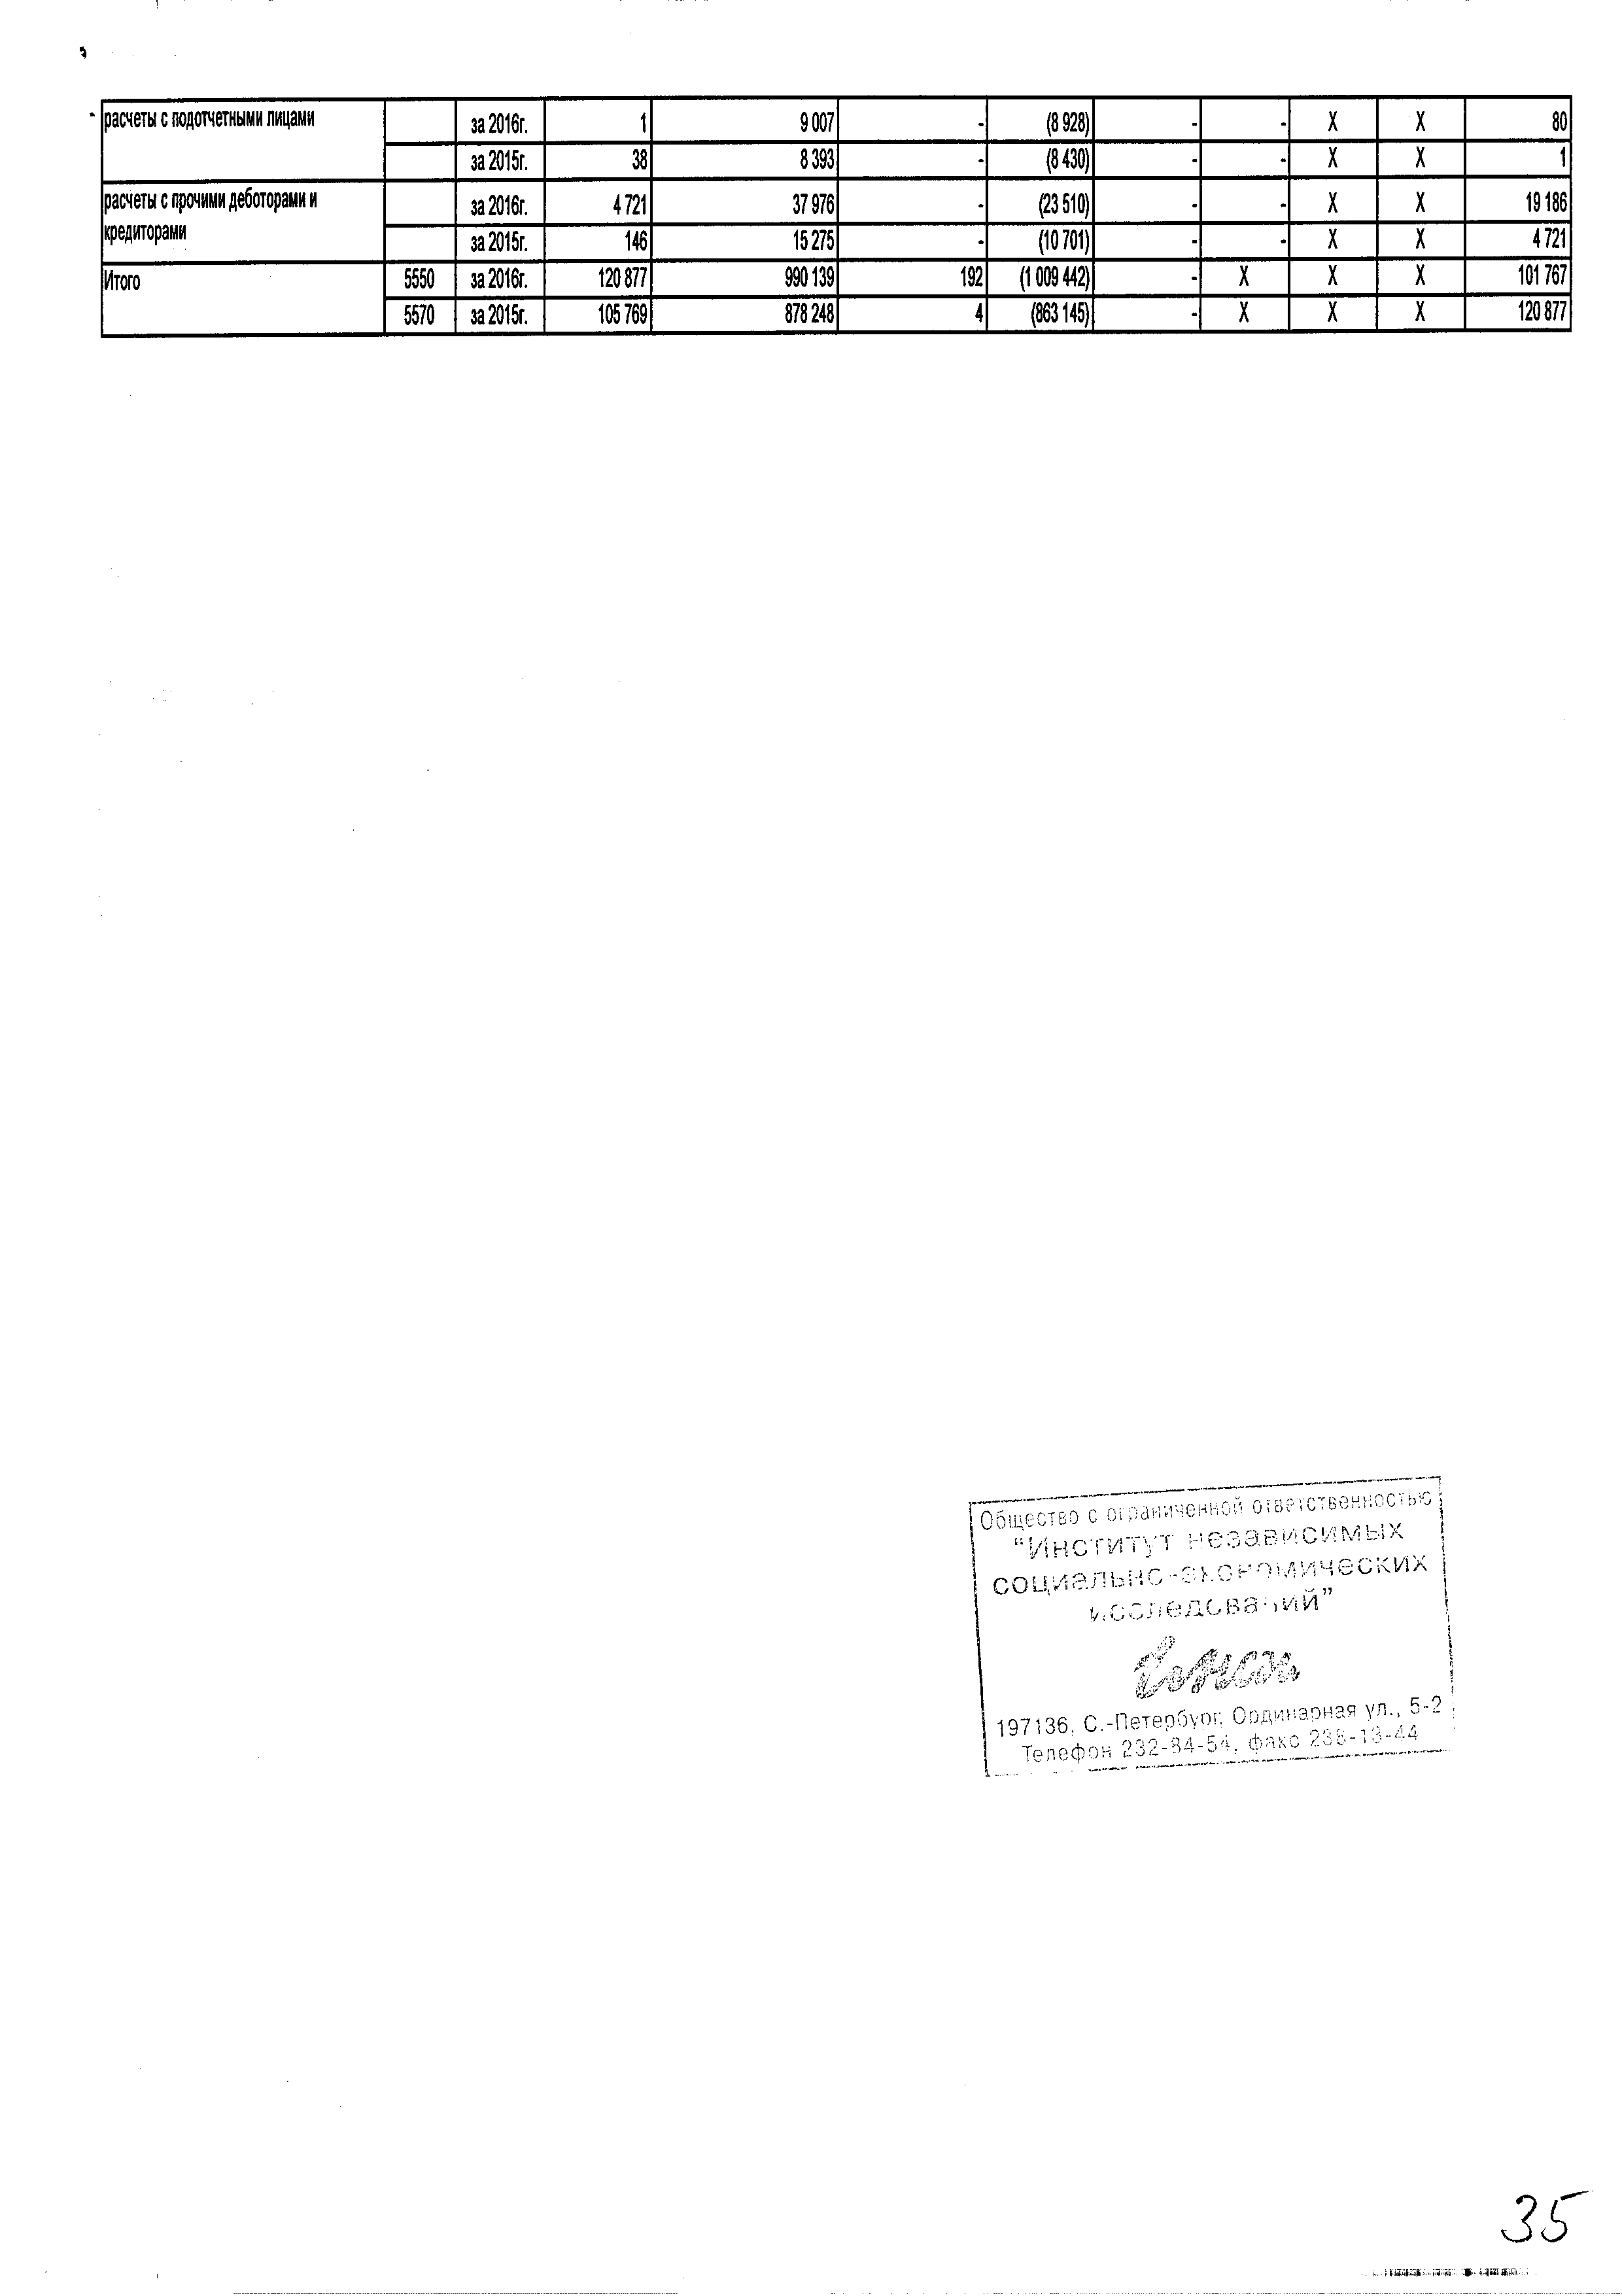 расчеты с подотчетными лицами за 2016г. 1 9 007 - (8 928) - - X X 80
за 2015г. 38 8 393 - (8 430) - - X X 1
расчеты с прочими деботорами и за 2016г. 4 721 37 976 - (23 510) - - X X 19 186
кредиторами за 2015г. 146 15 275 - (10 701) - - X X 4 721
Итого 5550 за 2016г. 120 877 990 139 192 (1 009 442) - X X X 101 767
5570 за 2015г. 105 769 878 248 4 (863 145) - X X X 120 877
Общество с ограниченной ответственностью
"Институт независимых
социально-экономических
исследований"
197136, С.-Петербург, Ординарная ул., 5-2
Телефон 232-84-54, факс 236-13-44
35